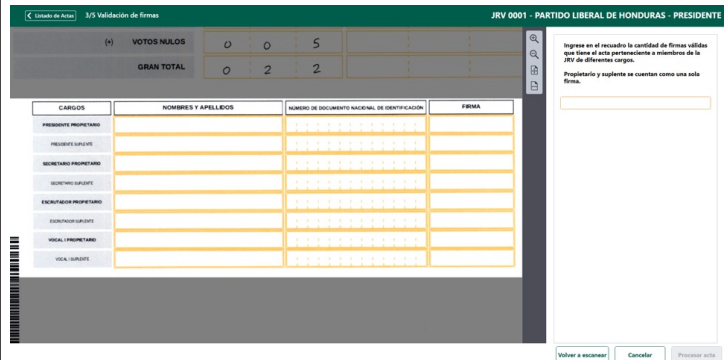 Listado de Actas
3/5 Validación de firmas
JRV 0001 - PARTIDO LIBERAL DE HONDURAS - PRESIDENTE
(+) VOTOS NULOS 0 0 5
GRAN TOTAL 0 2 2
Ingrese en el recuadro la cantidad de firmas válidas
que tiene el acta perteneciente a miembros de la
JRV de diferentes cargos.
Propietario y suplente se cuentan como una sola
firma.
CARGOS NOMBRES Y APELLIDOS NÚMERO DE DOCUMENTO NACIONAL DE IDENTIFICACIÓN FIRMA
PRESIDENTE PROPIETARIO
PRESIDENTE SUPLENTE
SECRETARIO PROPIETARIO
SECRETARIO SUPLENTE
ESCRUTADOR PROPIETARIO
ESCRUTADOR SUPLENTE
VOCAL I PROPIETARIO
VOCAL I SUPLENTE
Volver a escanear
Cancelar
Procesar acta